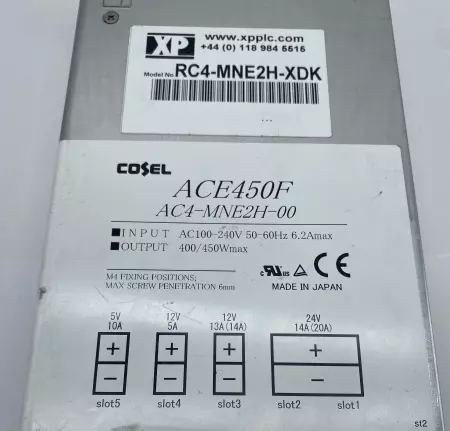 XP
www.xpplc.com
+44 (0) 118 984 5515
Model No RC4-MNE2H-XDK
COSEL
ACE450F
AC4-MNE2H-00
■INPUT AC100-240V 50-60Hz 6.2Amax
■OUTPUT 400/450Wmax
M4 FIXING POSITIONS;
MAX SCREW PENETRATION 6mm
c RU us CE
MADE IN JAPAN
5V 12V 12V 24V
10A 5A 13A(14A) 14A(20A)
+ + + +
− − − −
slot5 slot4 slot3 slot2 slot1
st2